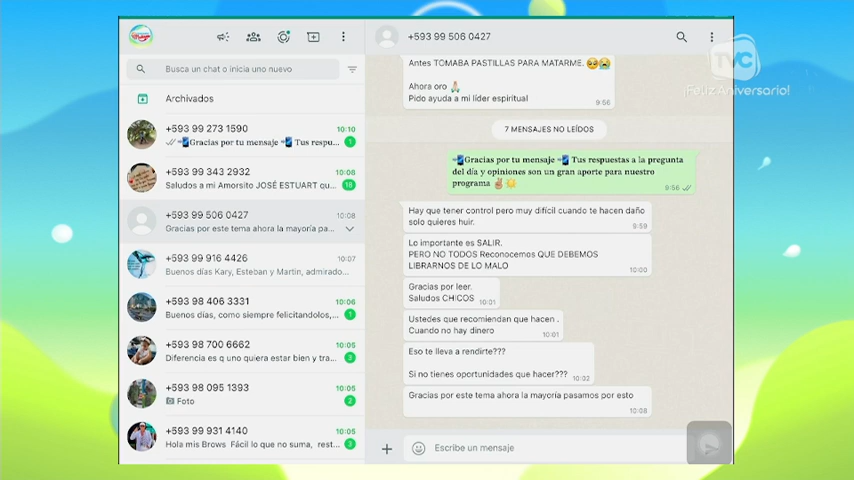 +593 99 506 0427
TVC
¡Feliz Aniversario!
Busca un chat o inicia uno nuevo
Archivados
+593 99 273 1590
10:10
Gracias por tu mensaje Tus respu...
1
+593 99 343 2932
10:08
Saludos a mi Amorsito JOSÉ ESTUART qu...
18
+593 99 506 0427
10:08
Gracias por este tema ahora la mayoría pa...
+593 99 916 4426
10:07
Buenos días Kary, Esteban y Martin, admirado...
+593 98 406 3331
10:06
Buenos días, como siempre felicitandolos,...
1
+593 98 700 6662
10:05
Diferencia es q uno quiera estar bien y tra...
3
+593 98 095 1393
10:05
Foto
2
+593 99 931 4140
10:05
Hola mis Brows Fácil lo que no suma, rest...
3
Antes TOMABA PASTILLAS PARA MATARME. 🥺😭
Ahora oro 🙏🏻
Pido ayuda a mi líder espiritual
9:56
7 MENSAJES NO LEÍDOS
📲Gracias por tu mensaje 📲 Tus respuestas a la pregunta
del día y opiniones son un gran aporte para nuestro
programa ✌🏽☀️
9:56
Hay que tener control pero muy difícil cuando te hacen daño
solo quieres huir.
9:59
Lo importante es SALIR.
PERO NO TODOS Reconocemos QUE DEBEMOS
LIBRARNOS DE LO MALO
10:00
Gracias por leer.
Saludos CHICOS
10:01
Ustedes que recomiendan que hacen .
Cuando no hay dinero
10:01
Eso te lleva a rendirte???
Si no tienes oportunidades que hacer???
10:02
Gracias por este tema ahora la mayoría pasamos por esto
10:08
Escribe un mensaje